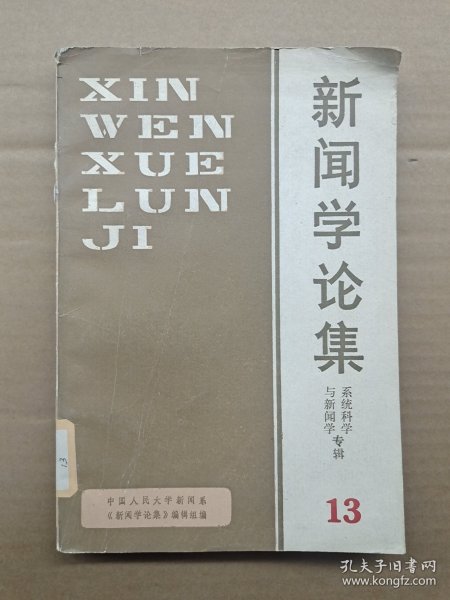 XIN
WEN
XUE
LUN
JI
新闻学论集
系统科学
与新闻学
专辑
13
13
中国人民大学新闻系
《新闻学论集》编辑组编
孔夫子旧书网
www.kongfz.com